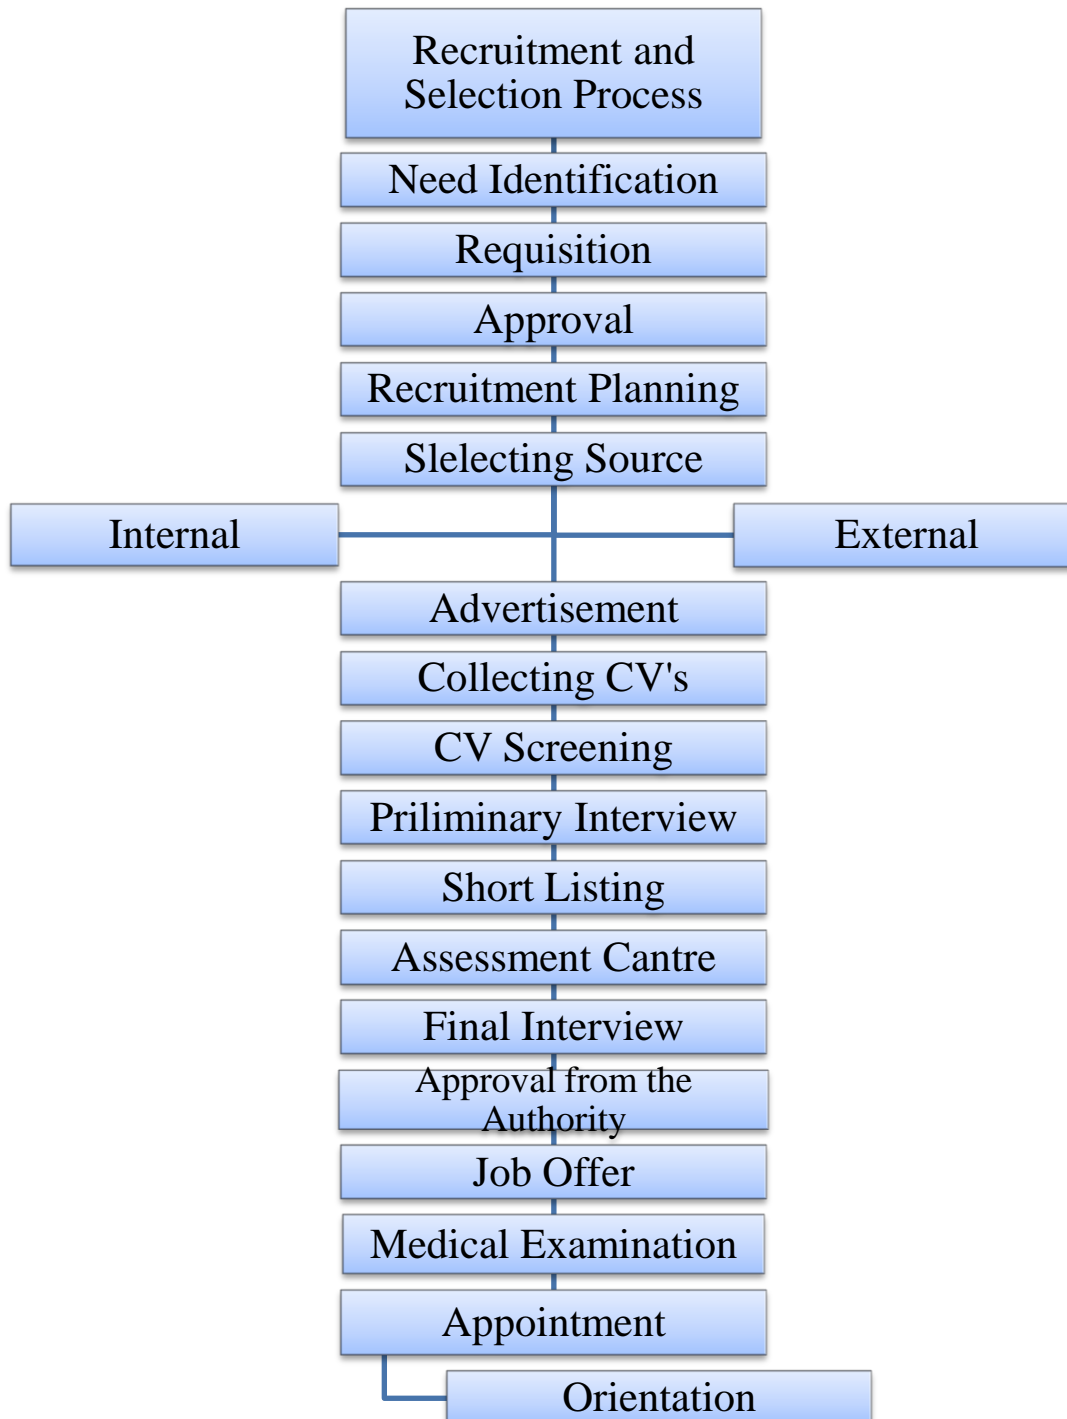 Recruitment and
Selection Process
Need Identification
Requisition
Approval
Recruitment Planning
Slelecting Source
Internal
External
Advertisement
Collecting CV's
CV Screening
Priliminary Interview
Short Listing
Assessment Cantre
Final Interview
Approval from the
Authority
Job Offer
Medical Examination
Appointment
Orientation